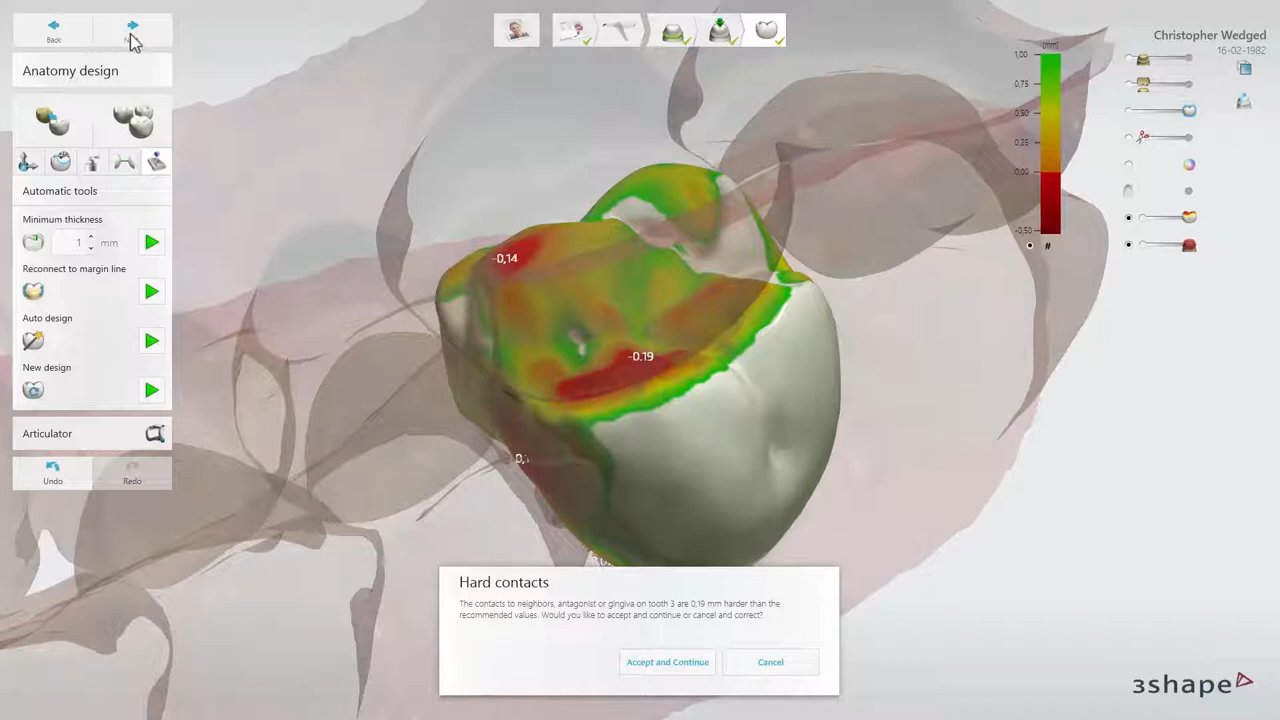 Back
Anatomy design
Automatic tools
Minimum thickness
1 mm
Reconnect to margin line
Auto design
New design
Articulator
Undo
Redo
Christopher Wedged
16-02-1982
[mm]
1,00
0,75
0,50
0,25
0,00
-0,50
#
-0,14
-0,19
Hard contacts
The contacts to neighbors, antagonist or gingiva on tooth 3 are 0,19 mm harder than the
recommended values. Would you like to accept and continue or cancel and correct?
Accept and Continue
Cancel
3shape